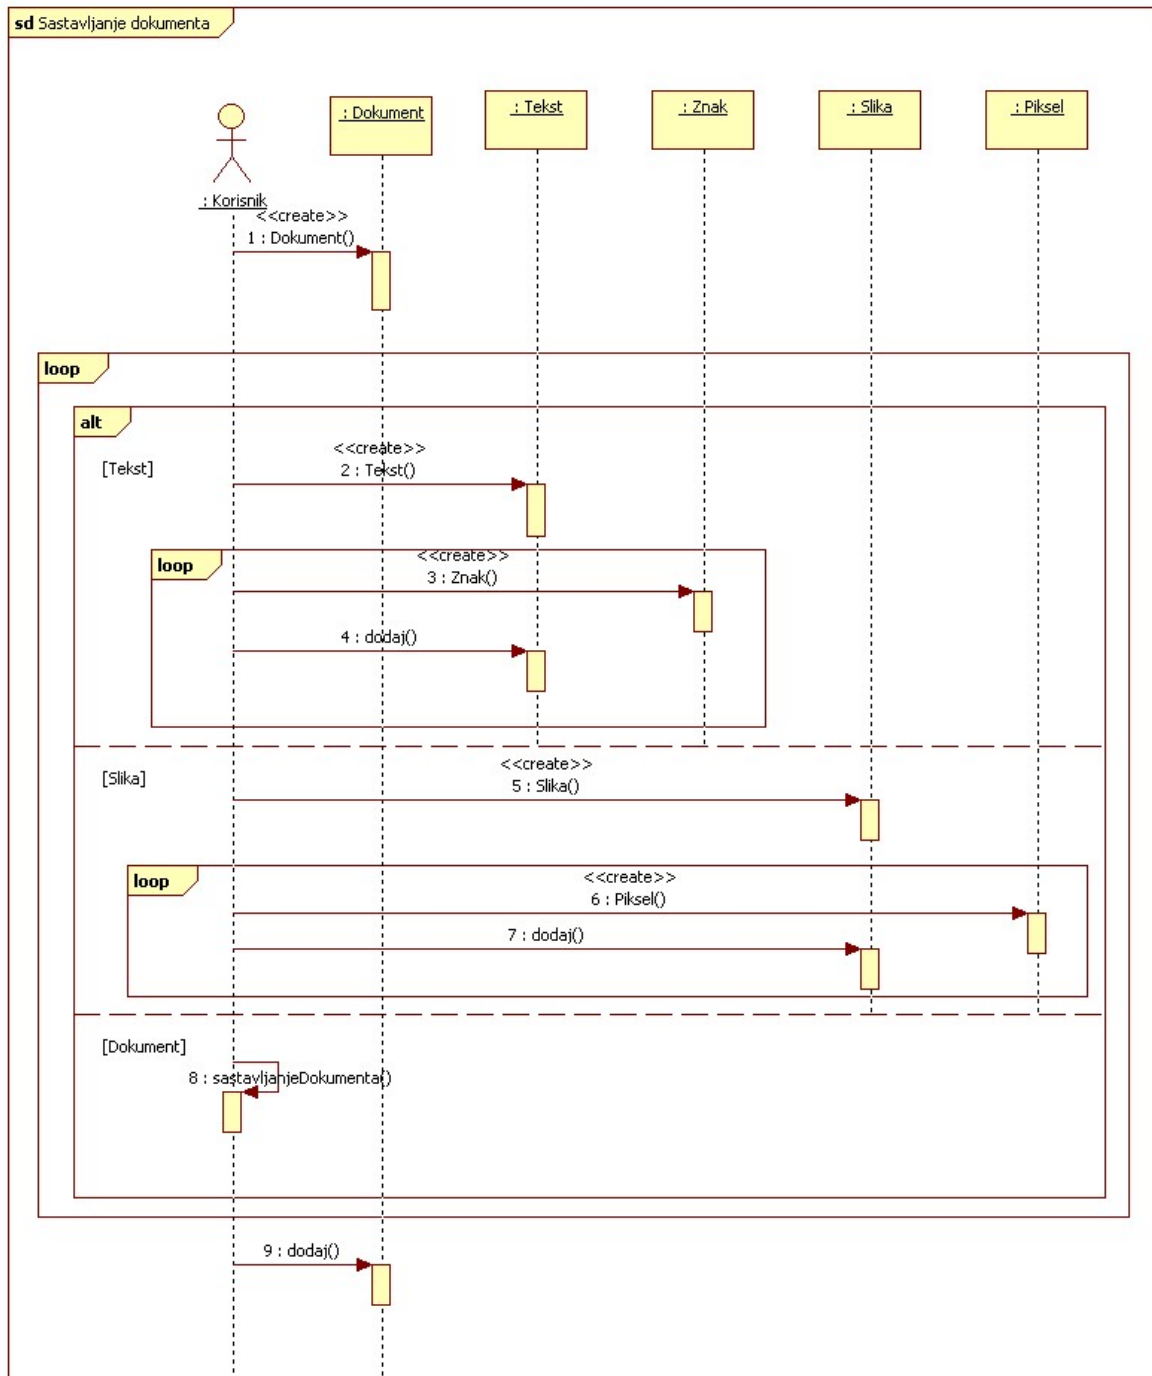 sd Sastavljanje dokumenta
: Korisnik
: Dokument
: Tekst
: Znak
: Slika
: Piksel
<<create>>
1 : Dokument()
loop
alt
[Tekst]
<<create>>
2 : Tekst()
loop
<<create>>
3 : Znak()
4 : dodaj()
[Slika]
<<create>>
5 : Slika()
loop
<<create>>
6 : Piksel()
7 : dodaj()
[Dokument]
8 : sastavljanjeDokumenta()
9 : dodaj()